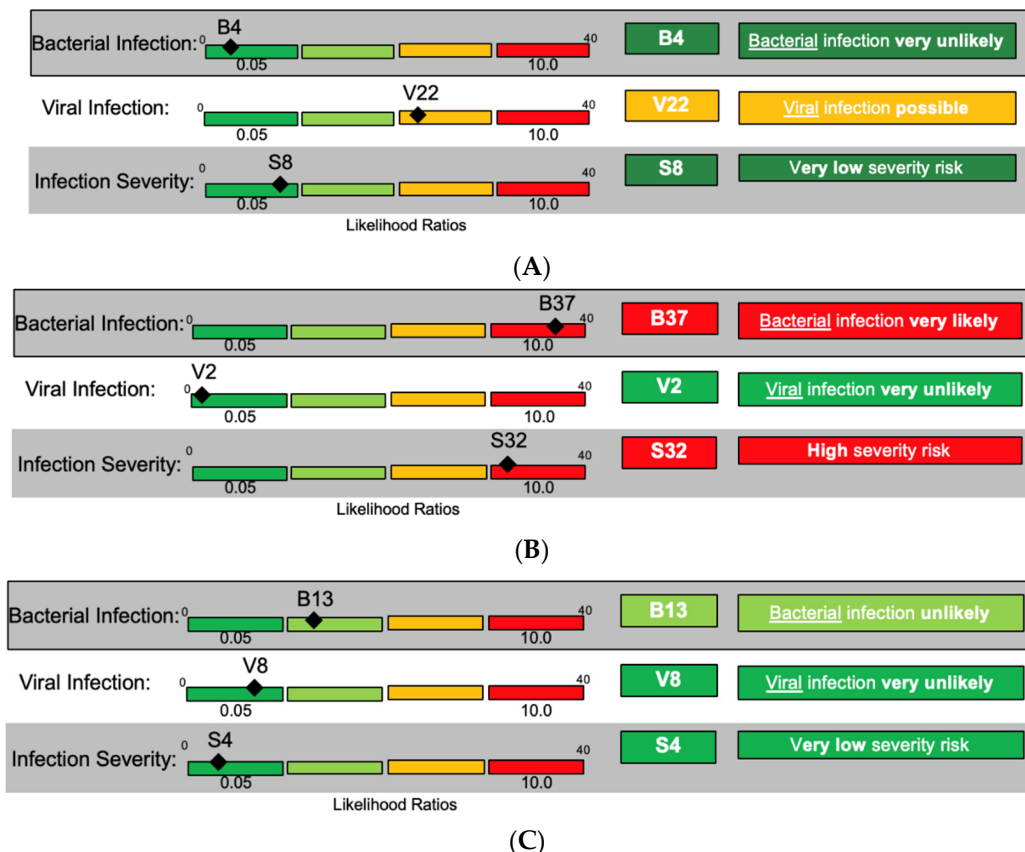 B4
Bacterial Infection: 0 40 B4 Bacterial infection very unlikely
0.05 10.0
V22
Viral Infection: 0 40 V22 Viral infection possible
0.05 10.0
S8
Infection Severity: 0 40 S8 Very low severity risk
0.05 10.0
Likelihood Ratios
(A)
B37
Bacterial Infection: 0 40 B37 Bacterial infection very likely
0.05 10.0
V2
Viral Infection: 0 40 V2 Viral infection very unlikely
0.05 10.0
S32
Infection Severity: 0 40 S32 High severity risk
0.05 10.0
Likelihood Ratios
(B)
B13
Bacterial Infection: 0 40 B13 Bacterial infection unlikely
0.05 10.0
V8
Viral Infection: 0 40 V8 Viral infection very unlikely
0.05 10.0
S4
Infection Severity: 0 40 S4 Very low severity risk
0.05 10.0
Likelihood Ratios
(C)